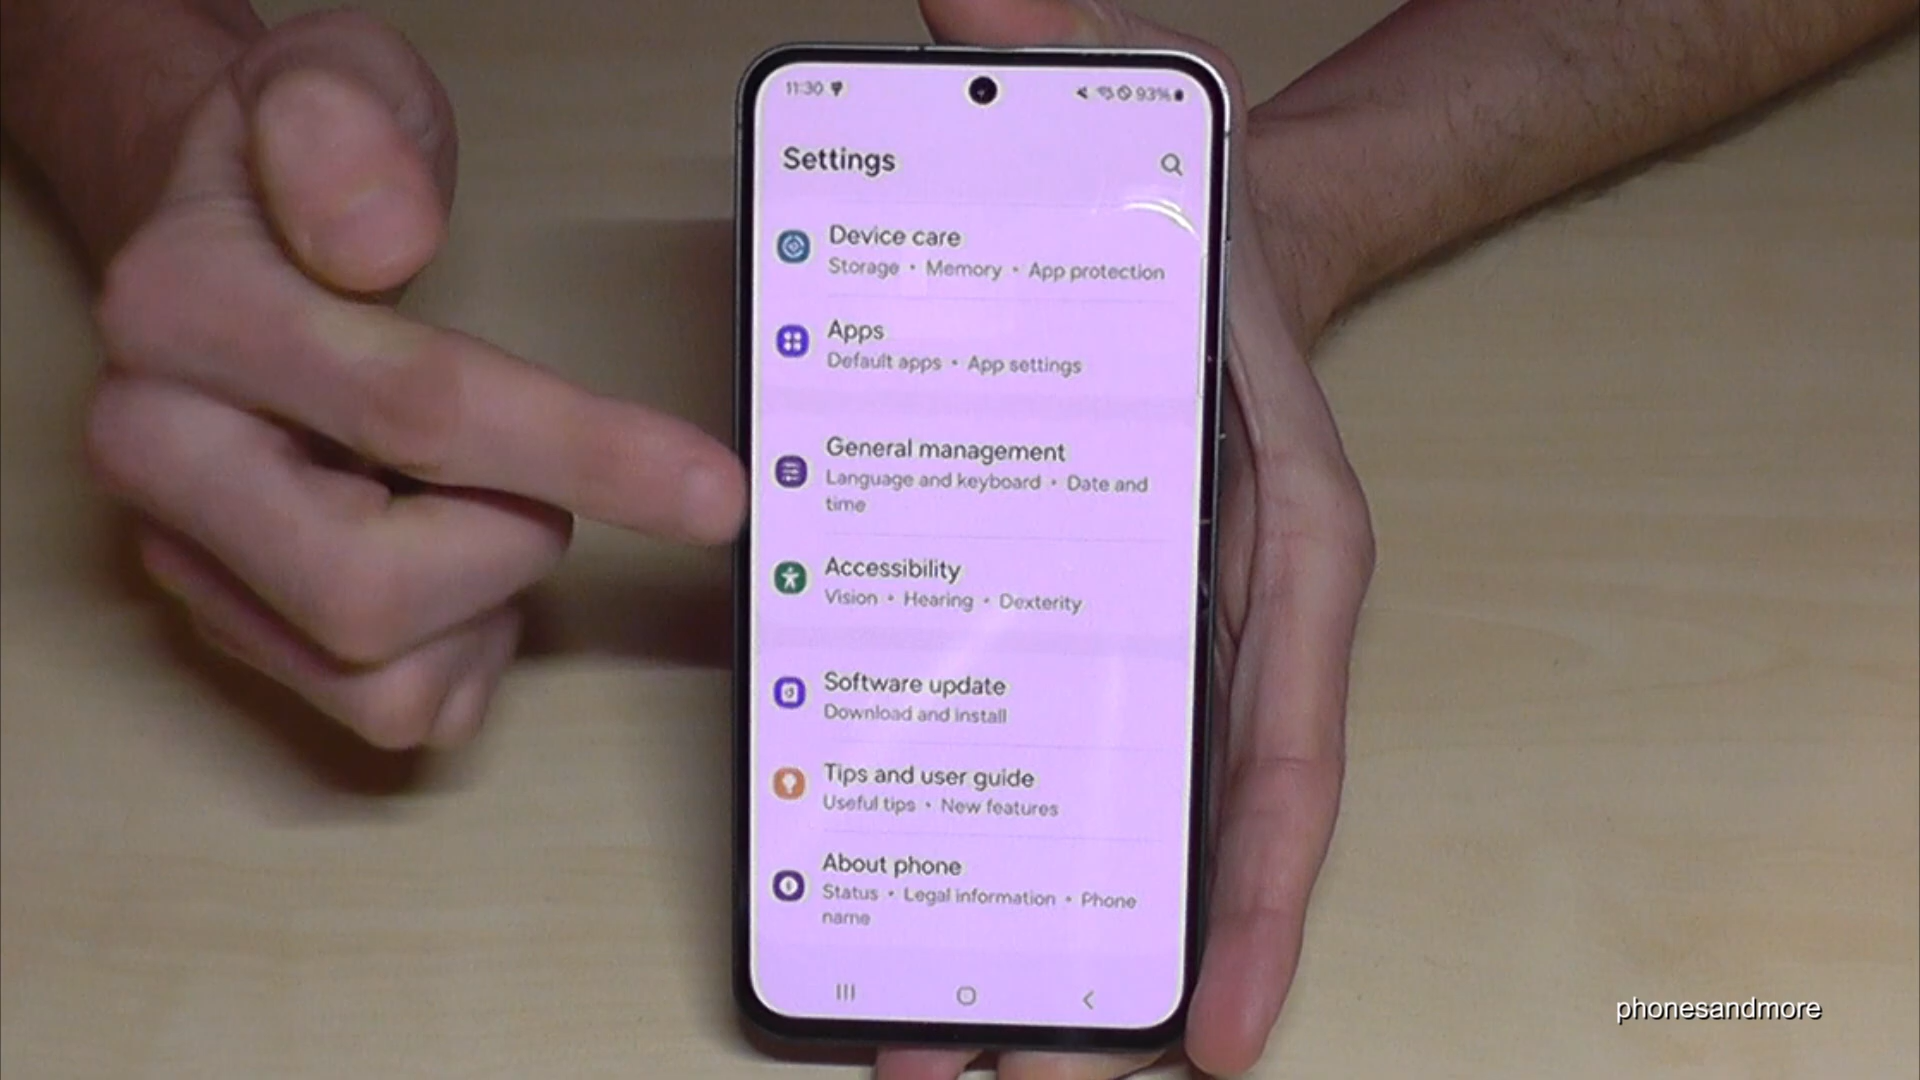 11:30
93%
Settings
Device care
Storage • Memory • App protection
Apps
Default apps • App settings
General management
Language and keyboard • Date and
time
Accessibility
Vision • Hearing • Dexterity
Software update
Download and install
Tips and user guide
Useful tips • New features
About phone
Status • Legal information • Phone
name
phonesandmore